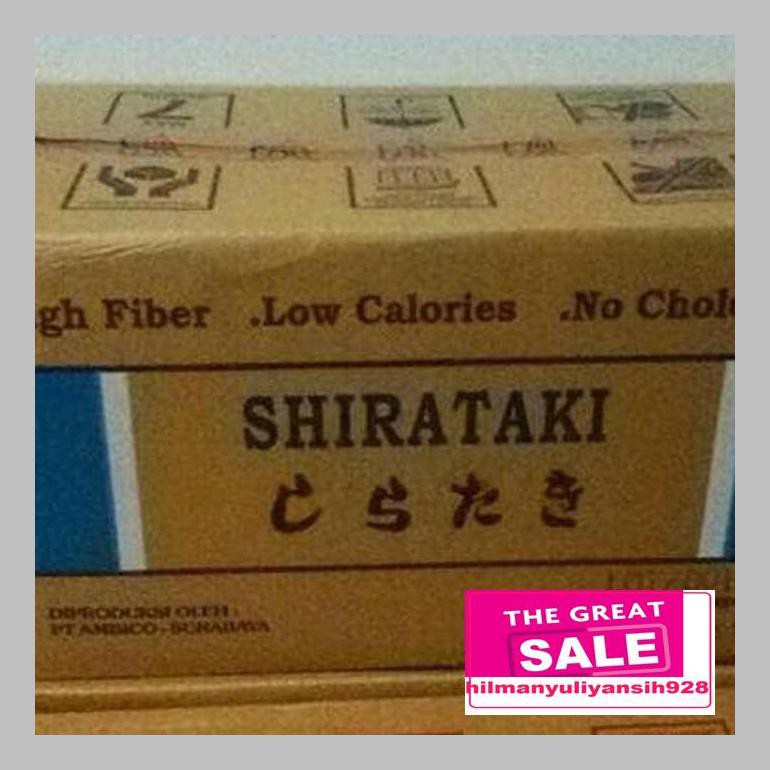 gh Fiber .Low Calories .No Chole
SHIRATAKI
しらたき
DIPRODUKSI OLEH :
PT AMBICO - SURABAYA
THE GREAT
SALE
hilmanyuliyansih928